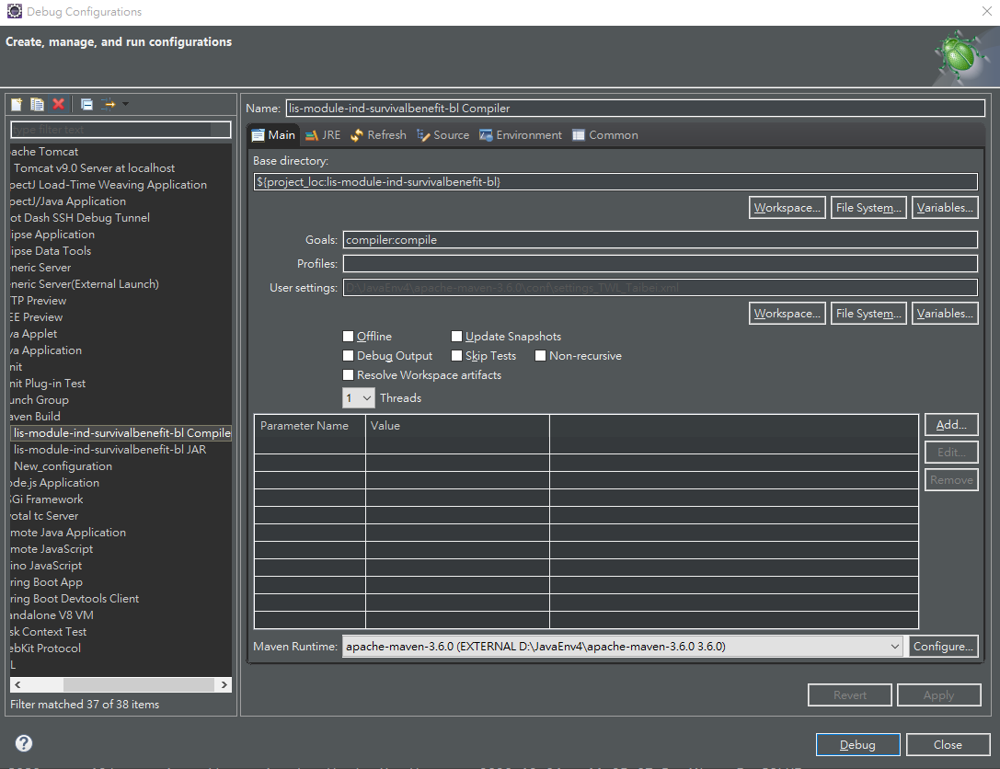 Debug Configurations
Create, manage, and run configurations
type filter text
ache Tomcat
Tomcat v9.0 Server at localhost
pectJ Load-Time Weaving Application
pectJ/Java Application
ot Dash SSH Debug Tunnel
ipse Application
ipse Data Tools
neric Server
neric Server(External Launch)
TP Preview
EE Preview
va Applet
va Application
nit
nit Plug-in Test
unch Group
aven Build
lis-module-ind-survivalbenefit-bl Compile
lis-module-ind-survivalbenefit-bl JAR
New_configuration
de.js Application
Gi Framework
otal tc Server
mote Java Application
mote JavaScript
ino JavaScript
ring Boot App
ring Boot Devtools Client
andalone V8 VM
sk Context Test
ebKit Protocol
L
Filter matched 37 of 38 items
Name: lis-module-ind-survivalbenefit-bl Compiler
Main JRE Refresh Source Environment Common
Base directory:
${project_loc:lis-module-ind-survivalbenefit-bl}
Workspace... File System... Variables...
Goals: compiler:compile
Profiles:
User settings: D:\JavaEnv4\apache-maven-3.6.0\conf\settings_TWL_Taibei.xml
Workspace... File System... Variables...
Offline Update Snapshots
Debug Output Skip Tests Non-recursive
Resolve Workspace artifacts
1 Threads
Parameter Name Value
Add...
Edit...
Remove
Maven Runtime: apache-maven-3.6.0 (EXTERNAL D:\JavaEnv4\apache-maven-3.6.0 3.6.0) Configure...
Revert Apply
? Debug Close